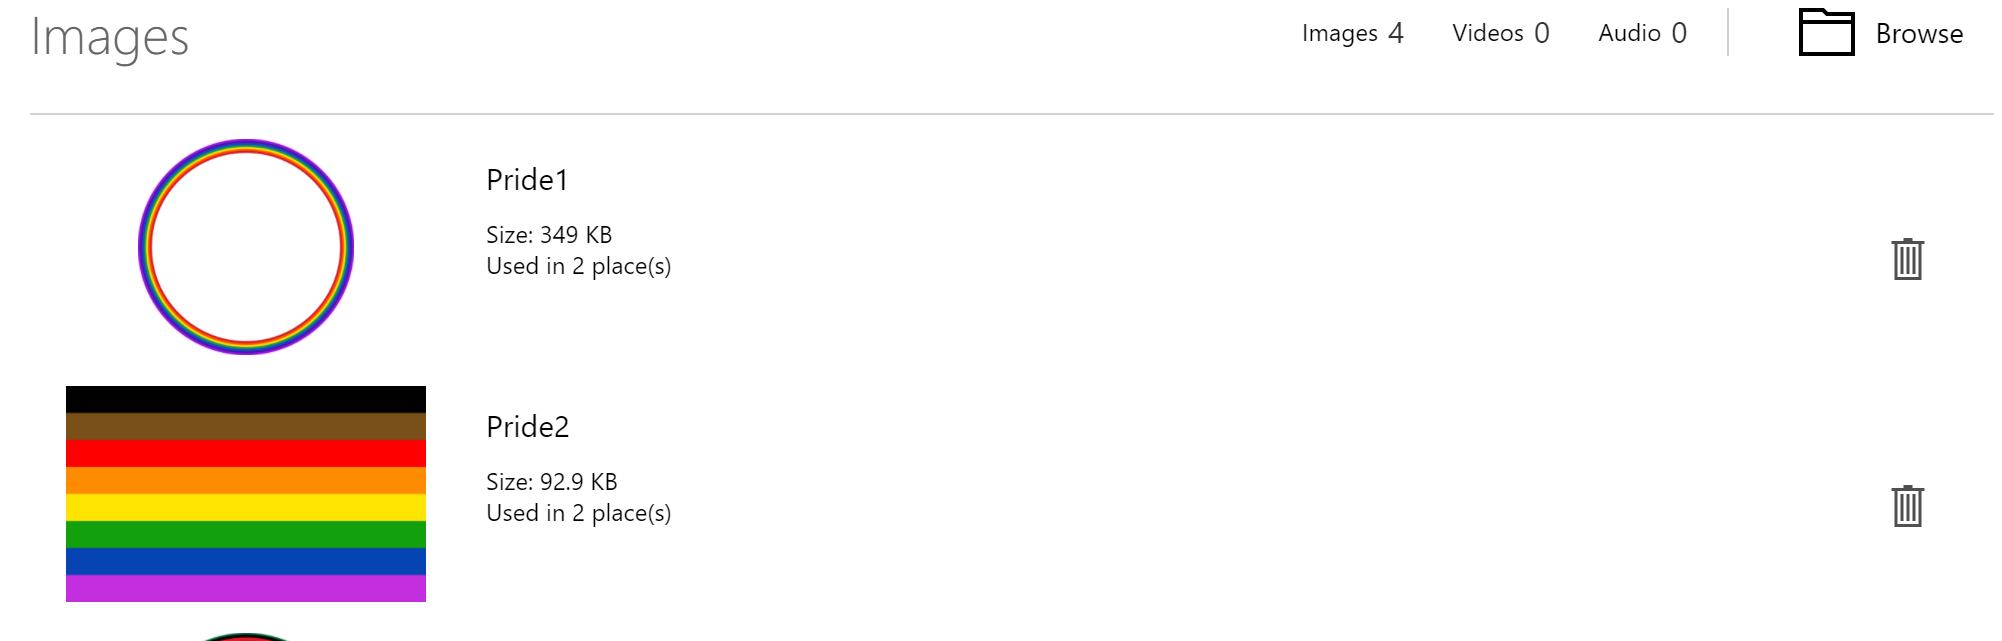 Images
Images 4 Videos 0 Audio 0 Browse
Pride1
Size: 349 KB
Used in 2 place(s)
Pride2
Size: 92.9 KB
Used in 2 place(s)